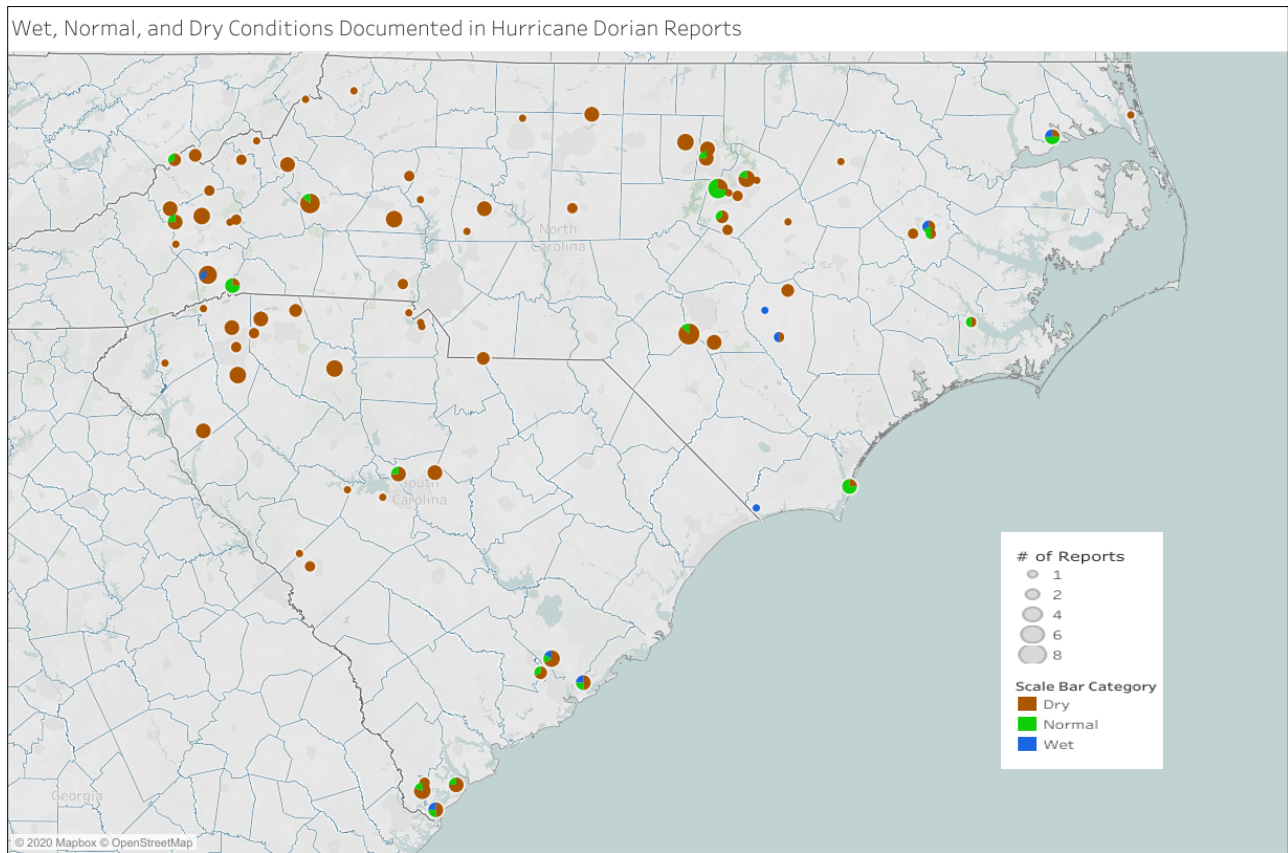 Wet, Normal, and Dry Conditions Documented in Hurricane Dorian Reports
North
Carolina
South
Carolina
# of Reports
1
2
4
6
8
Scale Bar Category
Dry
Normal
Wet
Georgia
© 2020 Mapbox © OpenStreetMap